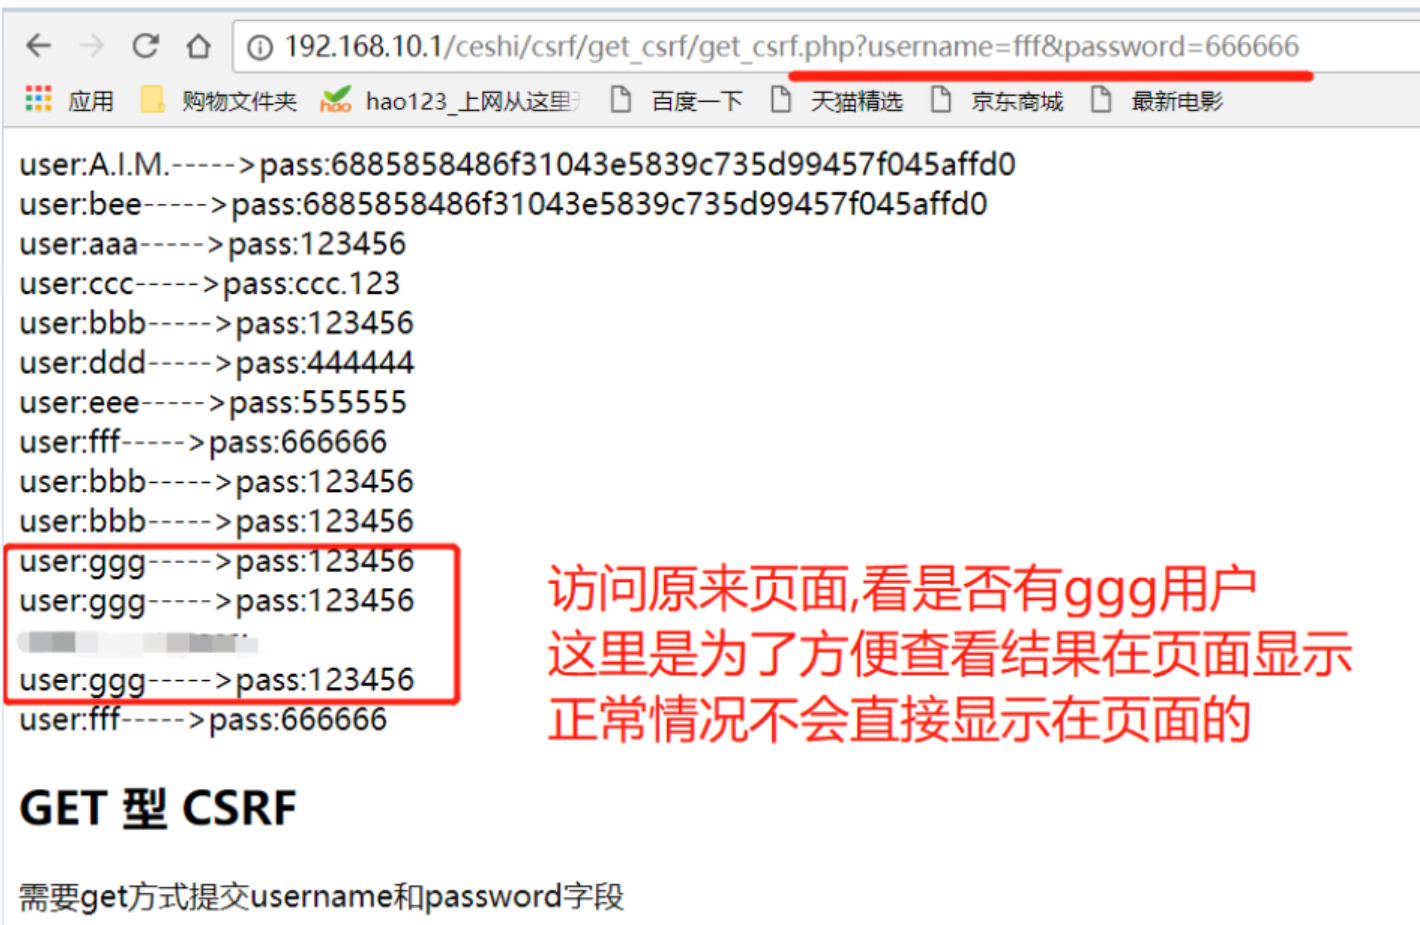 192.168.10.1/ceshi/csrf/get_csrf/get_csrf.php?username=fff&password=666666
应用 购物文件夹 hao hao123_上网从这里 百度一下 天猫精选 京东商城 最新电影
user:A.I.M.----->pass:6885858486f31043e5839c735d99457f045affd0
user:bee----->pass:6885858486f31043e5839c735d99457f045affd0
user:aaa----->pass:123456
user:ccc----->pass:ccc.123
user:bbb----->pass:123456
user:ddd----->pass:444444
user:eee----->pass:555555
user:fff----->pass:666666
user:bbb----->pass:123456
user:bbb----->pass:123456
user:ggg----->pass:123456
user:ggg----->pass:123456
user:ggg----->pass:123456
user:fff----->pass:666666
访问原来页面,看是否有ggg用户
这里是为了方便查看结果在页面显示
正常情况不会直接显示在页面的
GET 型 CSRF
需要get方式提交username和password字段